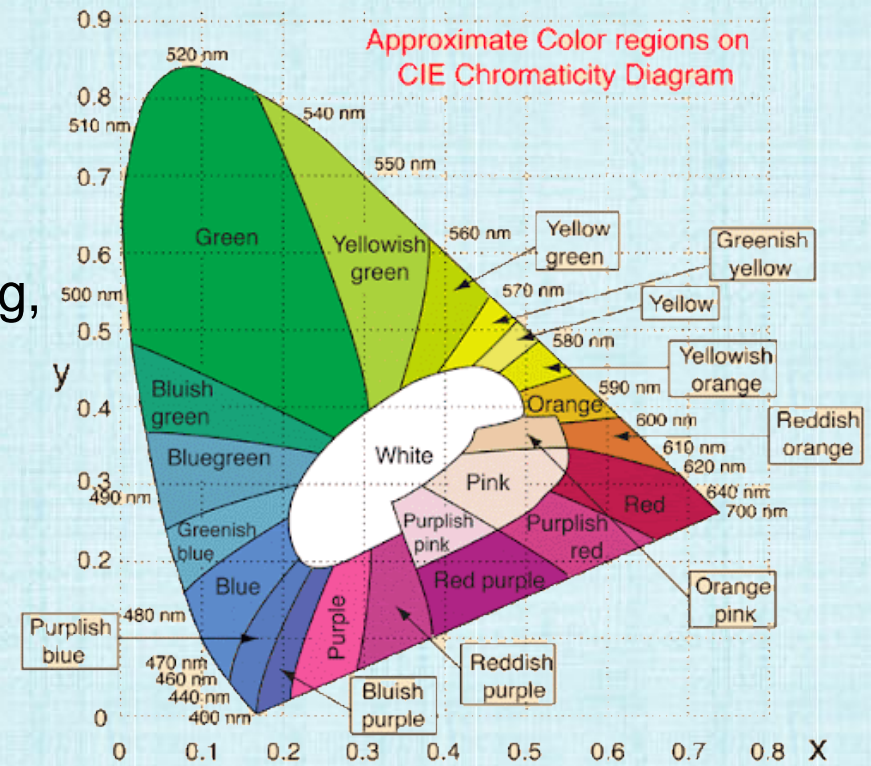 Approximate Color regions on
CIE Chromaticity Diagram
g,
y
0.9
0.8
0.7
0.6
0.5
0.4
0.3
0.2
0
520 nm
510 nm
540 nm
550 nm
560 nm
500 nm
570 nm
580 nm
590 nm
600 nm
610 nm
620 nm
490 nm
640 nm
700 nm
480 nm
470 nm
460 nm
440 nm
400 nm
Green
Yellowish
green
Yellow
green
Greenish
yellow
Yellow
Yellowish
orange
Orange
Reddish
orange
Bluish
green
Bluegreen
Greenish
blue
White
Pink
Purplish
pink
Purplish
red
Red
Blue
Purple
Red purple
Orange
pink
Purplish
blue
Bluish
purple
Reddish
purple
0
0.1
0.2
0.3
0.4
0.5
0.6
0.7
0.8
X